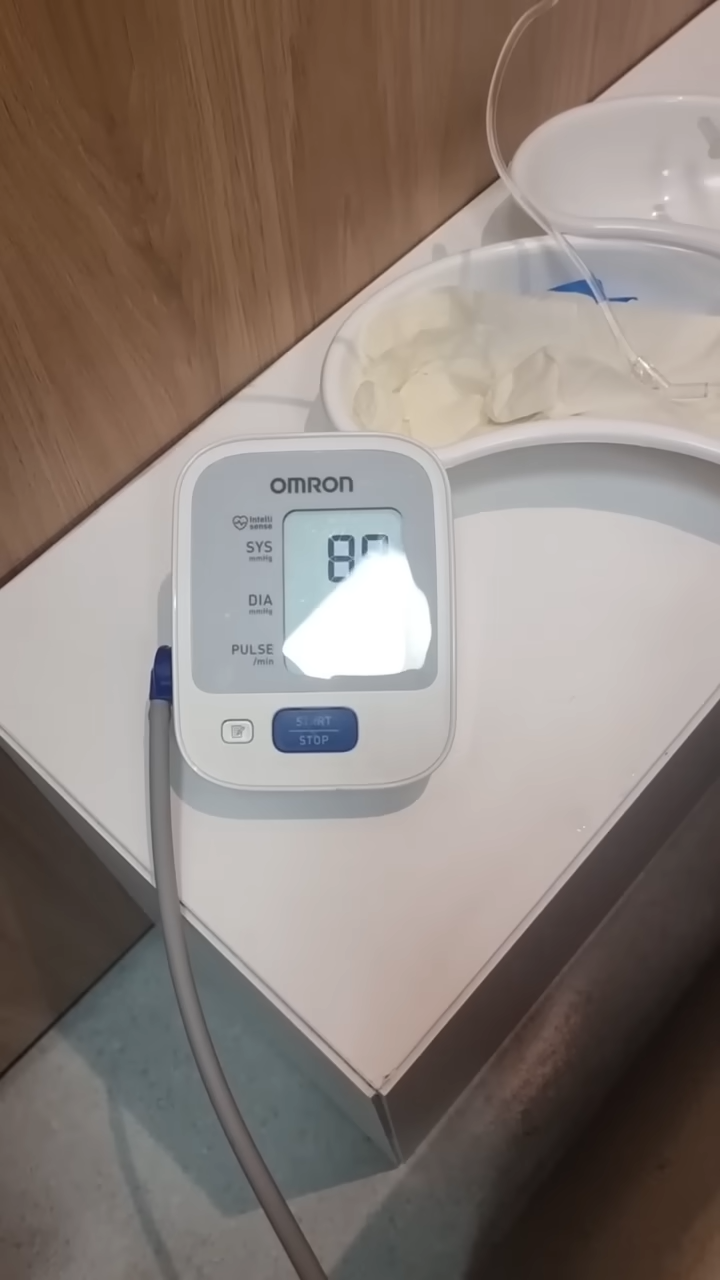 OMRON
Intelli
sense
SYS
mmHg
DIA
mmHg
PULSE
/min
START
STOP